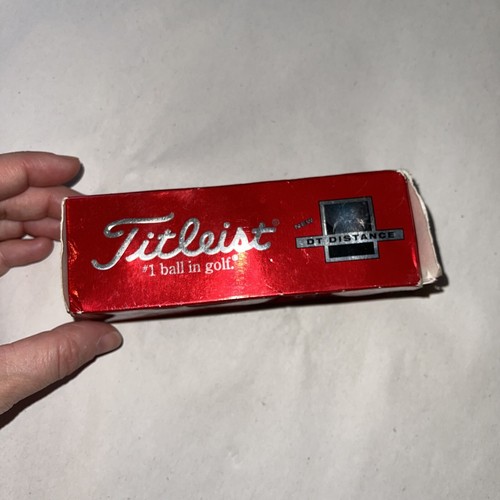 Titleist®
#1 ball in golf.®
NEW
DT DISTANCE